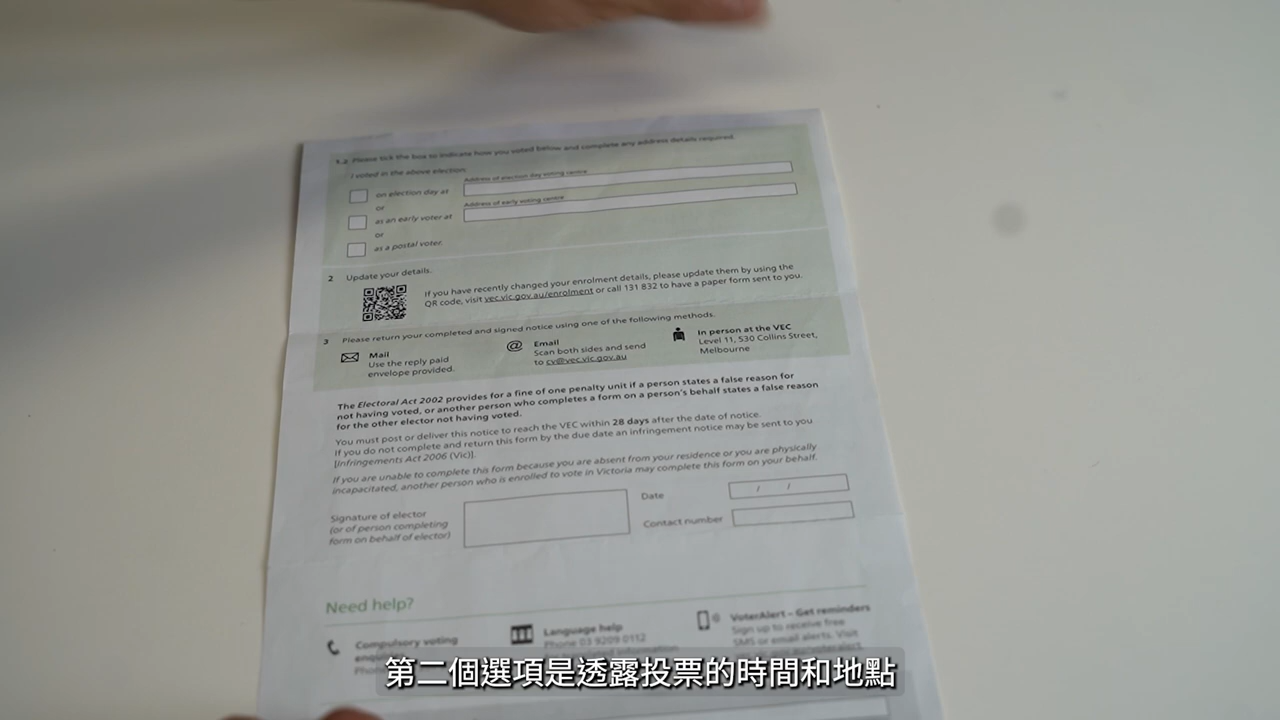 1.2 Please tick the box to indicate how you voted below and complete any address details required.
I voted in the above election:
on election day at
Address of election day voting centre
or
as an early voter at
Address of early voting centre
or
as a postal voter.
2 Update your details.
If you have recently changed your enrolment details, please update them by using the
QR code, visit vec.vic.gov.au/enrolment or call 131 832 to have a paper form sent to you.
3 Please return your completed and signed notice using one of the following methods.
Mail
Use the reply paid
envelope provided.
@ Email
Scan both sides and send
to cv@vec.vic.gov.au
In person at the VEC
Level 11, 530 Collins Street,
Melbourne
The Electoral Act 2002 provides for a fine of one penalty unit if a person states a false reason for
not having voted, or another person who completes a form on a person's behalf states a false reason
for the other elector not having voted.
You must post or deliver this notice to reach the VEC within 28 days after the date of notice.
If you do not complete and return this form by the due date an infringement notice may be sent to you
[Infringements Act 2006 (Vic)].
If you are unable to complete this form because you are absent from your residence or you are physically
incapacitated, another person who is enrolled to vote in Victoria may complete this form on your behalf.
Signature of elector
(or of person completing
form on behalf of elector)
Date / /
Contact number
Need help?
Compulsory voting
Language help
Phone 03 9209 0112
VoterAlert – Get reminders
Sign up to receive free
SMS or email alerts. Visit
第二個選項是透露投票的時間和地點